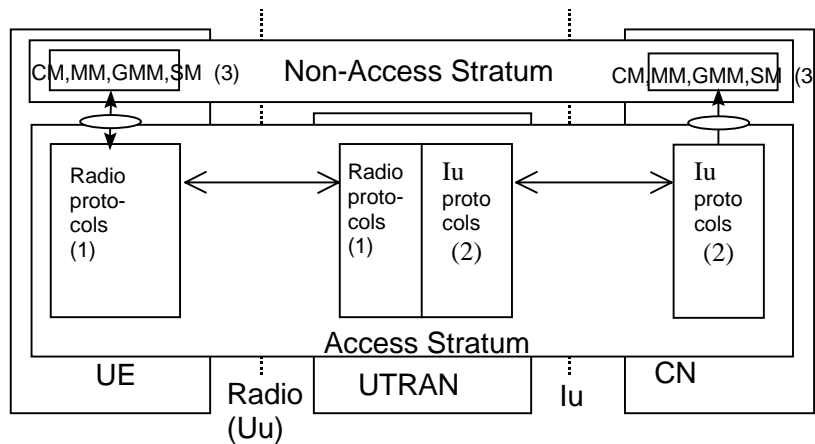 Non-Access Stratum
CM,MM,GMM,SM (3)
CM,MM,GMM,SM (3
Radio
proto-
cols
(1)
Radio
proto-
cols
(1)
Iu
proto
cols
(2)
Iu
proto
cols
(2)
Access Stratum
UE
Radio
(Uu)
UTRAN
Iu
CN